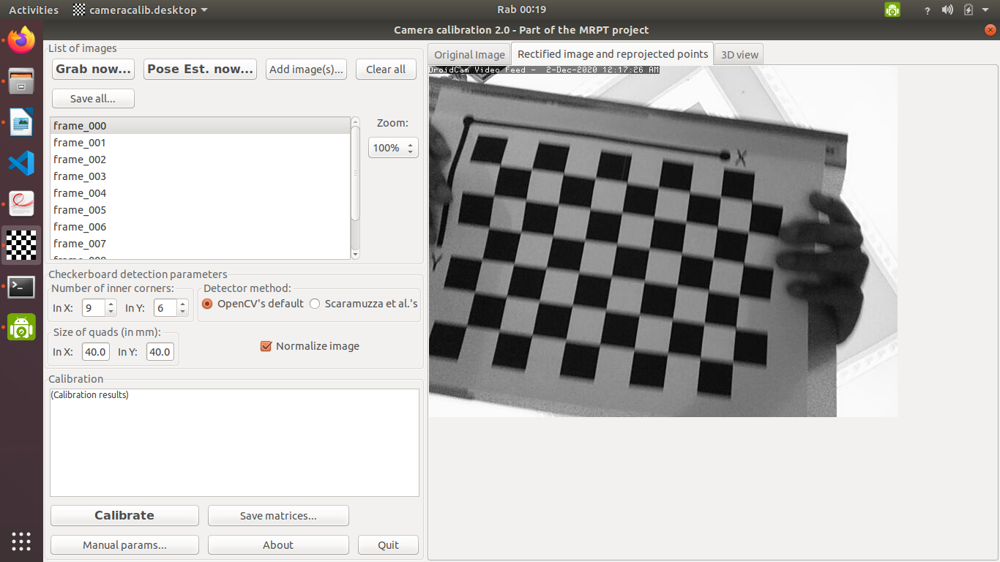 Activities
cameracalib.desktop
Rab 00:19
?
Camera calibration 2.0 - Part of the MRPT project
List of images
Grab now...
Pose Est. now...
Add image(s)...
Clear all
Save all...
frame_000
frame_001
frame_002
frame_003
frame_004
frame_005
frame_006
frame_007
frame_008
Zoom:
100%
Checkerboard detection parameters
Number of inner corners:
In X: 9 In Y: 6
Detector method:
OpenCV's default Scaramuzza et al.'s
Size of quads (in mm):
In X: 40.0 In Y: 40.0
Normalize image
Calibration
(Calibration results)
Calibrate
Save matrices...
Manual params...
About
Quit
Original Image
Rectified image and reprojected points
3D view
DroidCam Video Feed - 2-Dec-2020 12:17:26 AM
X
Y